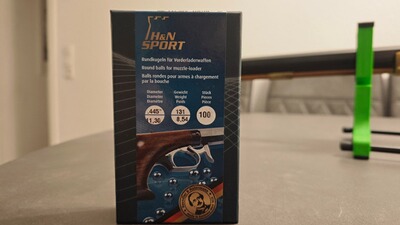 H&N
SPORT
Rundkugeln für Vorderladerwaffen
Round balls for muzzle-loader
Balles rondes pour armes à chargement
par la bouche
Diameter Gewicht Stück
Diameter Weight Pieces
Diamètre Poids Pièce
.445" 131 100
11,30 8,54